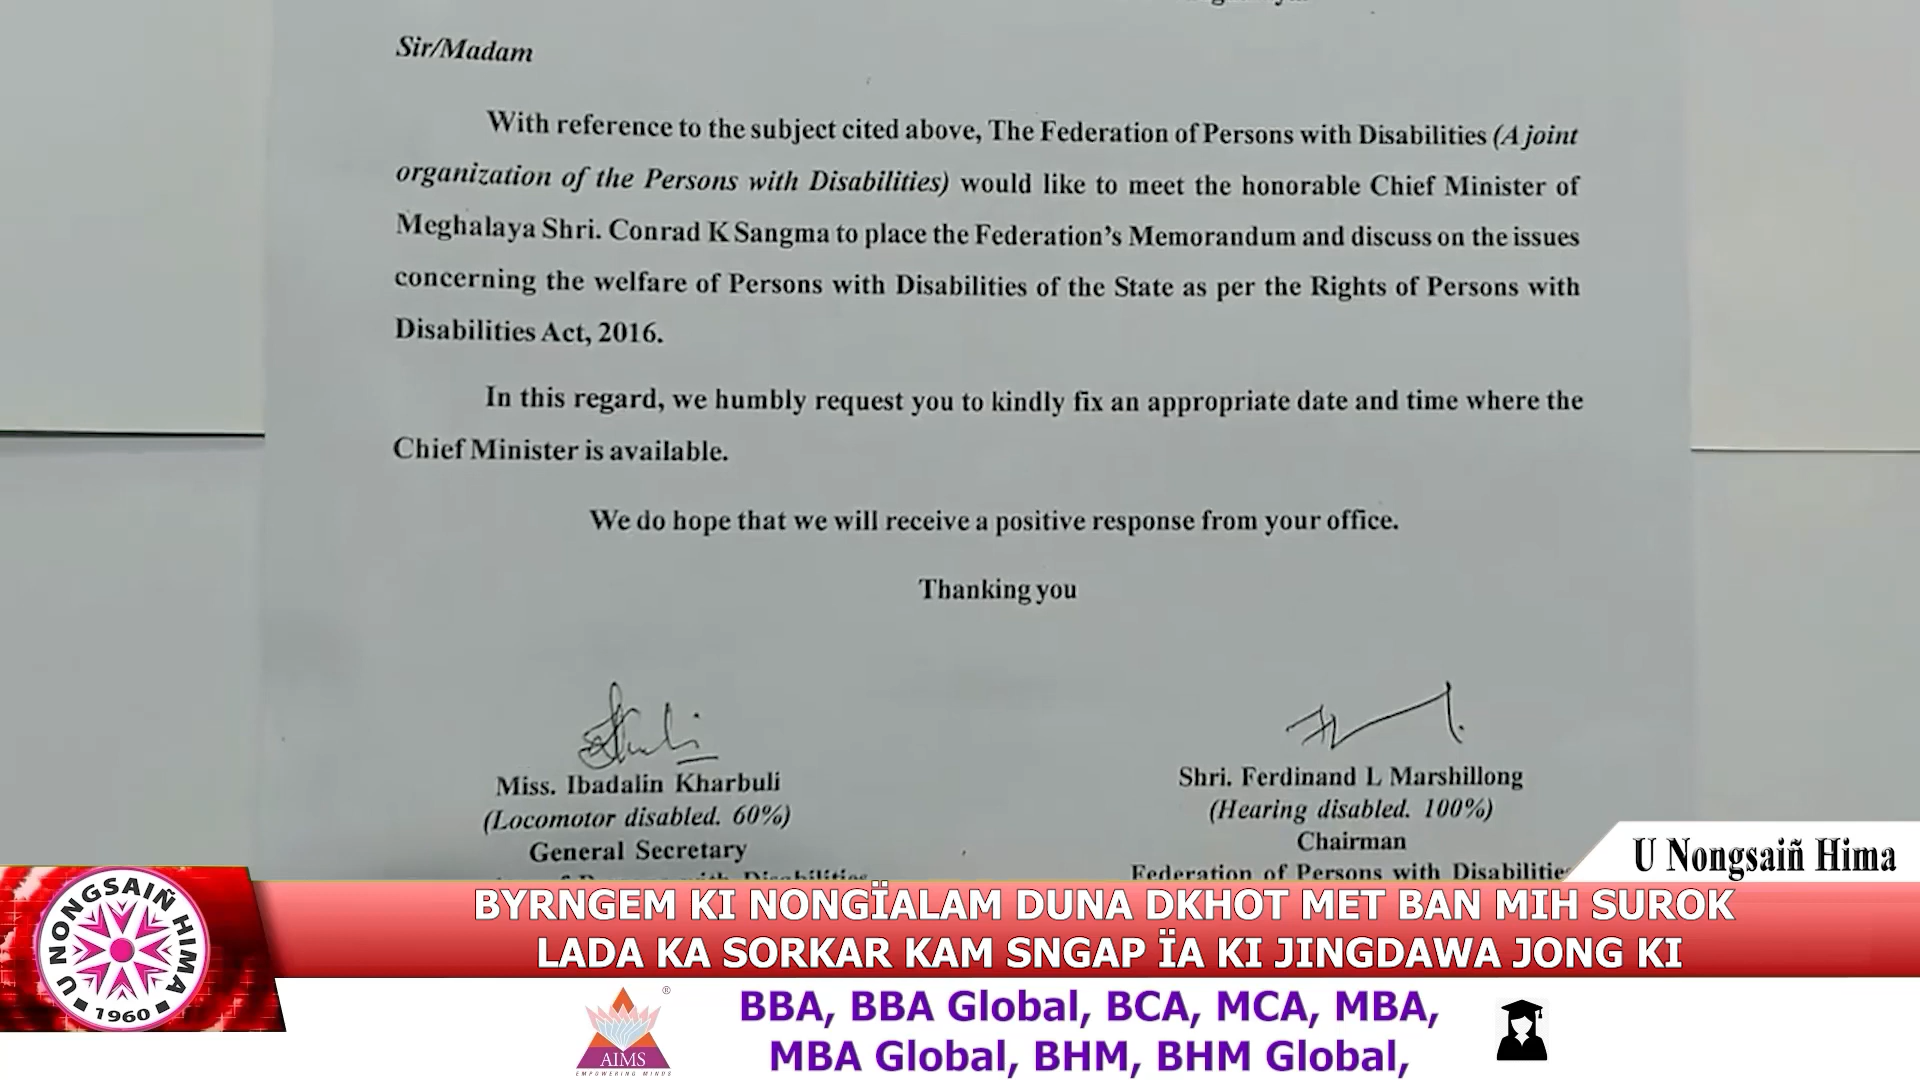 Sir/Madam
With reference to the subject cited above, The Federation of Persons with Disabilities (A joint
organization of the Persons with Disabilities) would like to meet the honorable Chief Minister of
Meghalaya Shri. Conrad K Sangma to place the Federation's Memorandum and discuss on the issues
concerning the welfare of Persons with Disabilities of the State as per the Rights of Persons with
Disabilities Act, 2016.
In this regard, we humbly request you to kindly fix an appropriate date and time where the
Chief Minister is available.
We do hope that we will receive a positive response from your office.
Thanking you
Miss. Ibadalin Kharbuli
(Locomotor disabled. 60%)
General Secretary
Shri. Ferdinand L Marshillong
(Hearing disabled. 100%)
Chairman
Federation of Persons with Disabilities
U Nongsaiñ Hima
U NONGSAIÑ HIMA
1960
BYRNGEM KI NONGÏALAM DUNA DKHOT MET BAN MIH SUROK
LADA KA SORKAR KAM SNGAP ÏA KI JINGDAWA JONG KI
AIMS
EMPOWERING MINDS
BBA, BBA Global, BCA, MCA, MBA,
MBA Global, BHM, BHM Global,